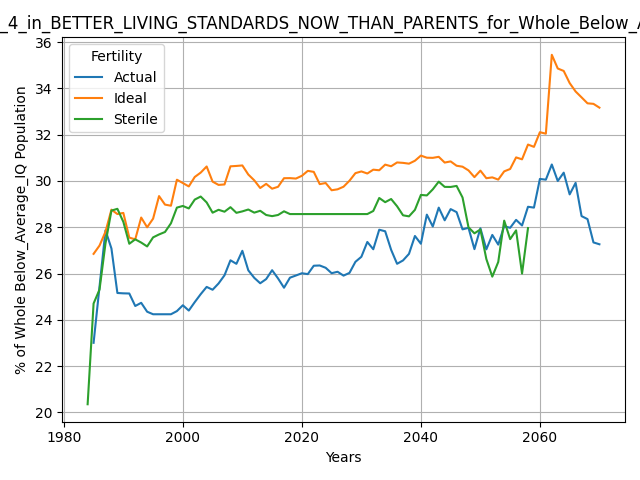 _4_in_BETTER_LIVING_STANDARDS_NOW_THAN_PARENTS_for_Whole_Below_A
36
34
32
30
28
26
24
22
20
% of Whole Below_Average_IQ Population
Fertility
Actual
Ideal
Sterile
1980
2000
2020
2040
2060
Years